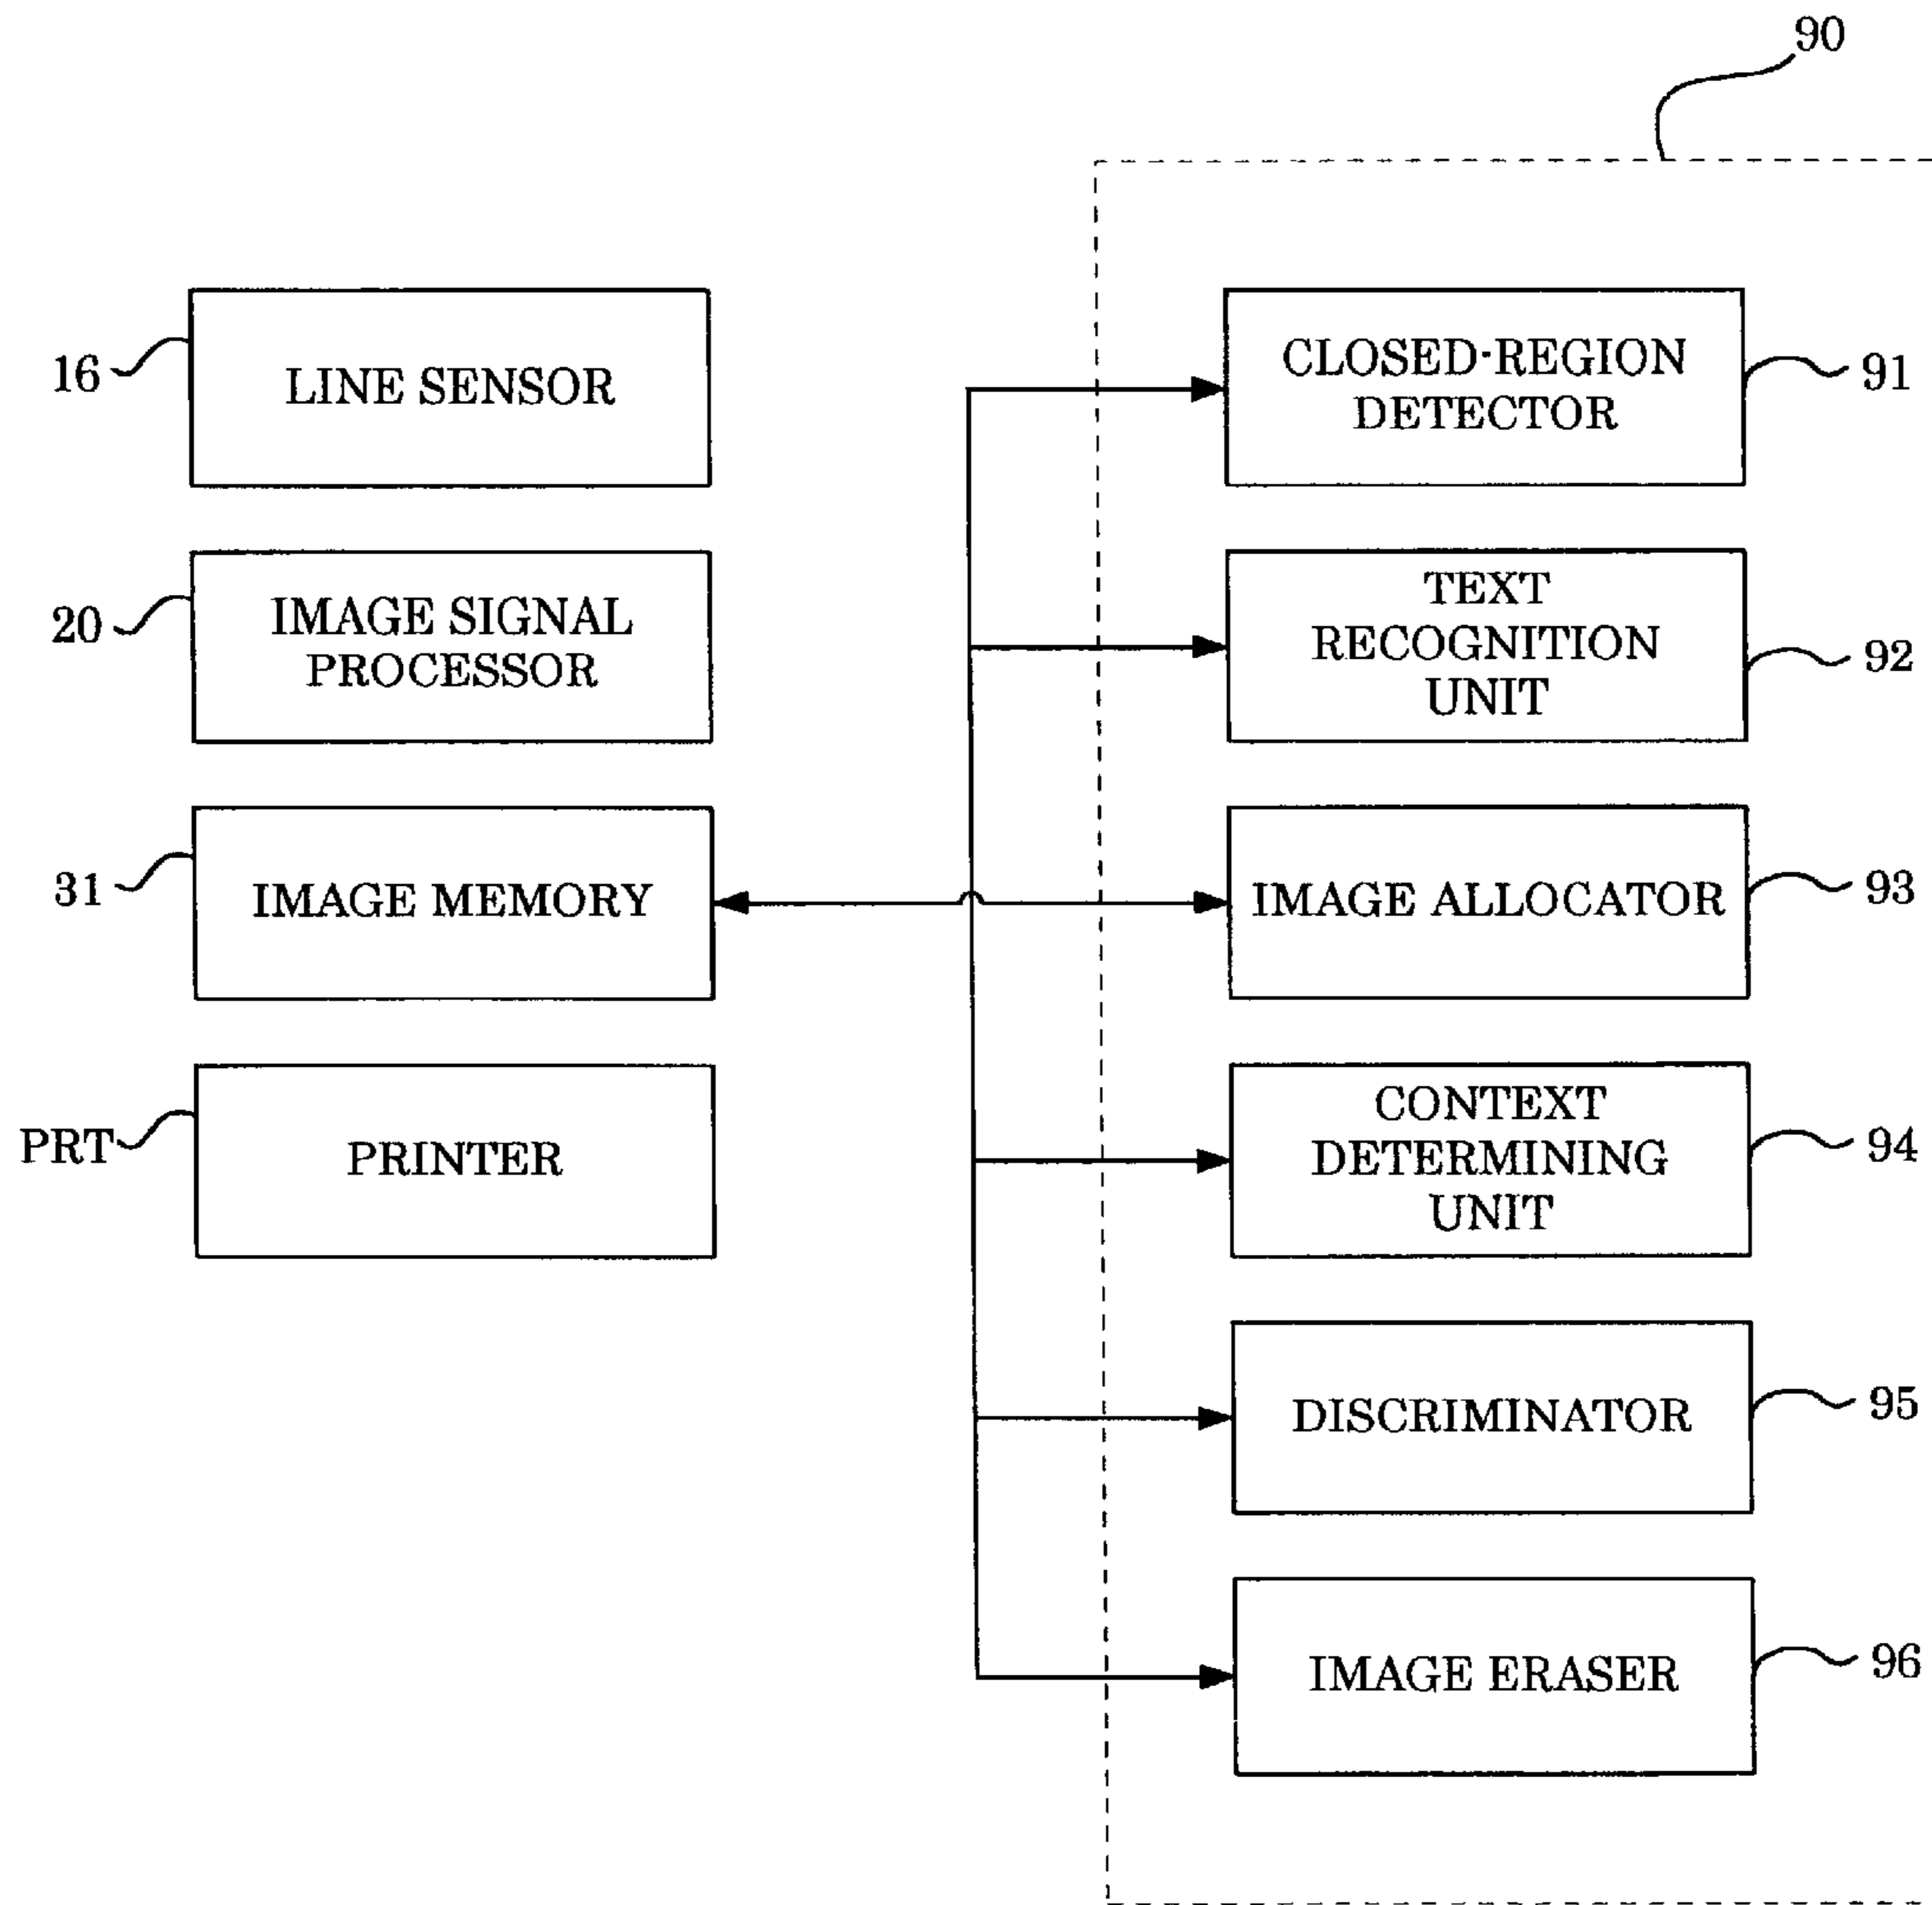 90
16
LINE SENSOR
CLOSED-REGION
DETECTOR
91
20
IMAGE SIGNAL
PROCESSOR
TEXT
RECOGNITION
UNIT
92
31
IMAGE MEMORY
IMAGE ALLOCATOR
93
PRT
PRINTER
CONTEXT
DETERMINING
UNIT
94
DISCRIMINATOR
95
IMAGE ERASER
96